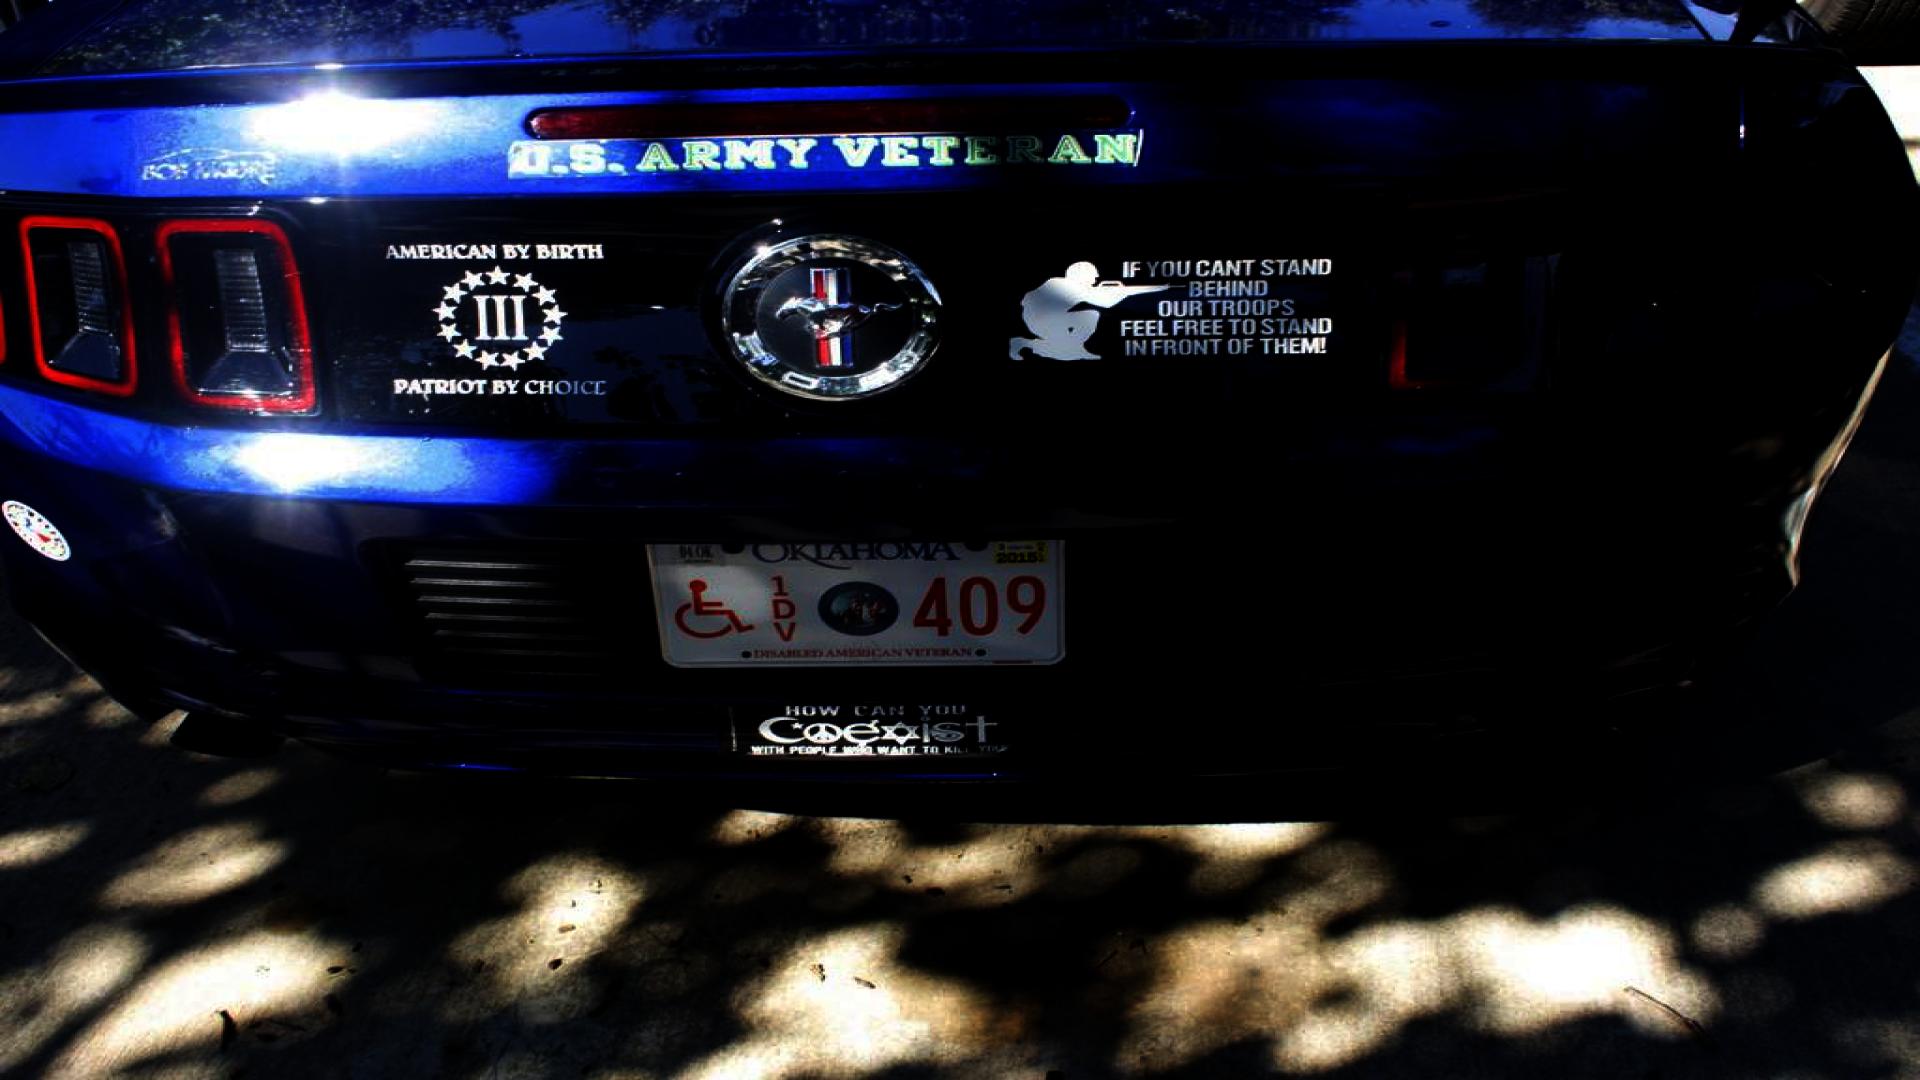 U.S. ARMY VETERAN
AMERICAN BY BIRTH
III
PATRIOT BY CHOICE
IF YOU CANT STAND
BEHIND
OUR TROOPS
FEEL FREE TO STAND
IN FRONT OF THEM!
OKLAHOMA
2015
1DV 409
DISABLED AMERICAN VETERAN
HOW CAN YOU
Coexist
WITH PEOPLE WHO WANT TO KILL YOU